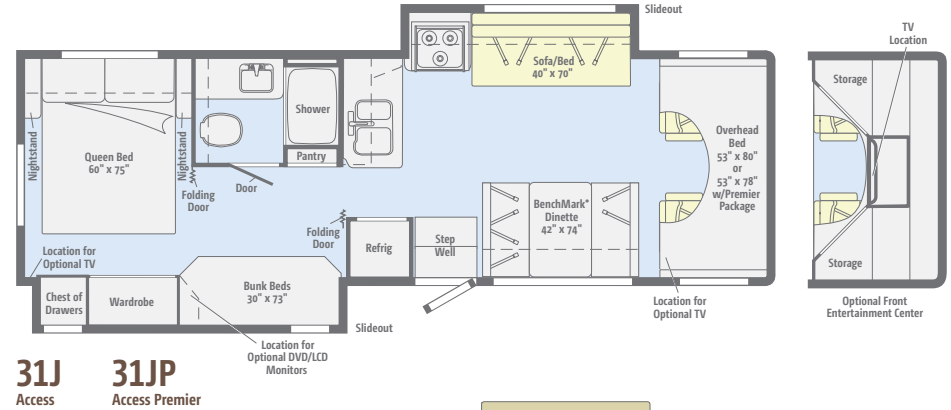 Slideout
TV
Location
Sofa/Bed
40" x 70"
Storage
Shower
Nightstand
Queen Bed
60" x 75"
Nightstand
Pantry
Overhead
Bed
53" x 80"
or
53" x 78"
w/Premier
Package
Folding
Door
Door
BenchMark*
Dinette
42" x 74"
Folding
Door
Refrig
Step
Well
Location for
Optional TV
Storage
Chest of
Drawers
Wardrobe
Bunk Beds
30" x 73"
Location for
Optional TV
Optional Front
Entertainment Center
Slideout
Location for
Optional DVD/LCD
Monitors
31J
Access
31JP
Access Premier